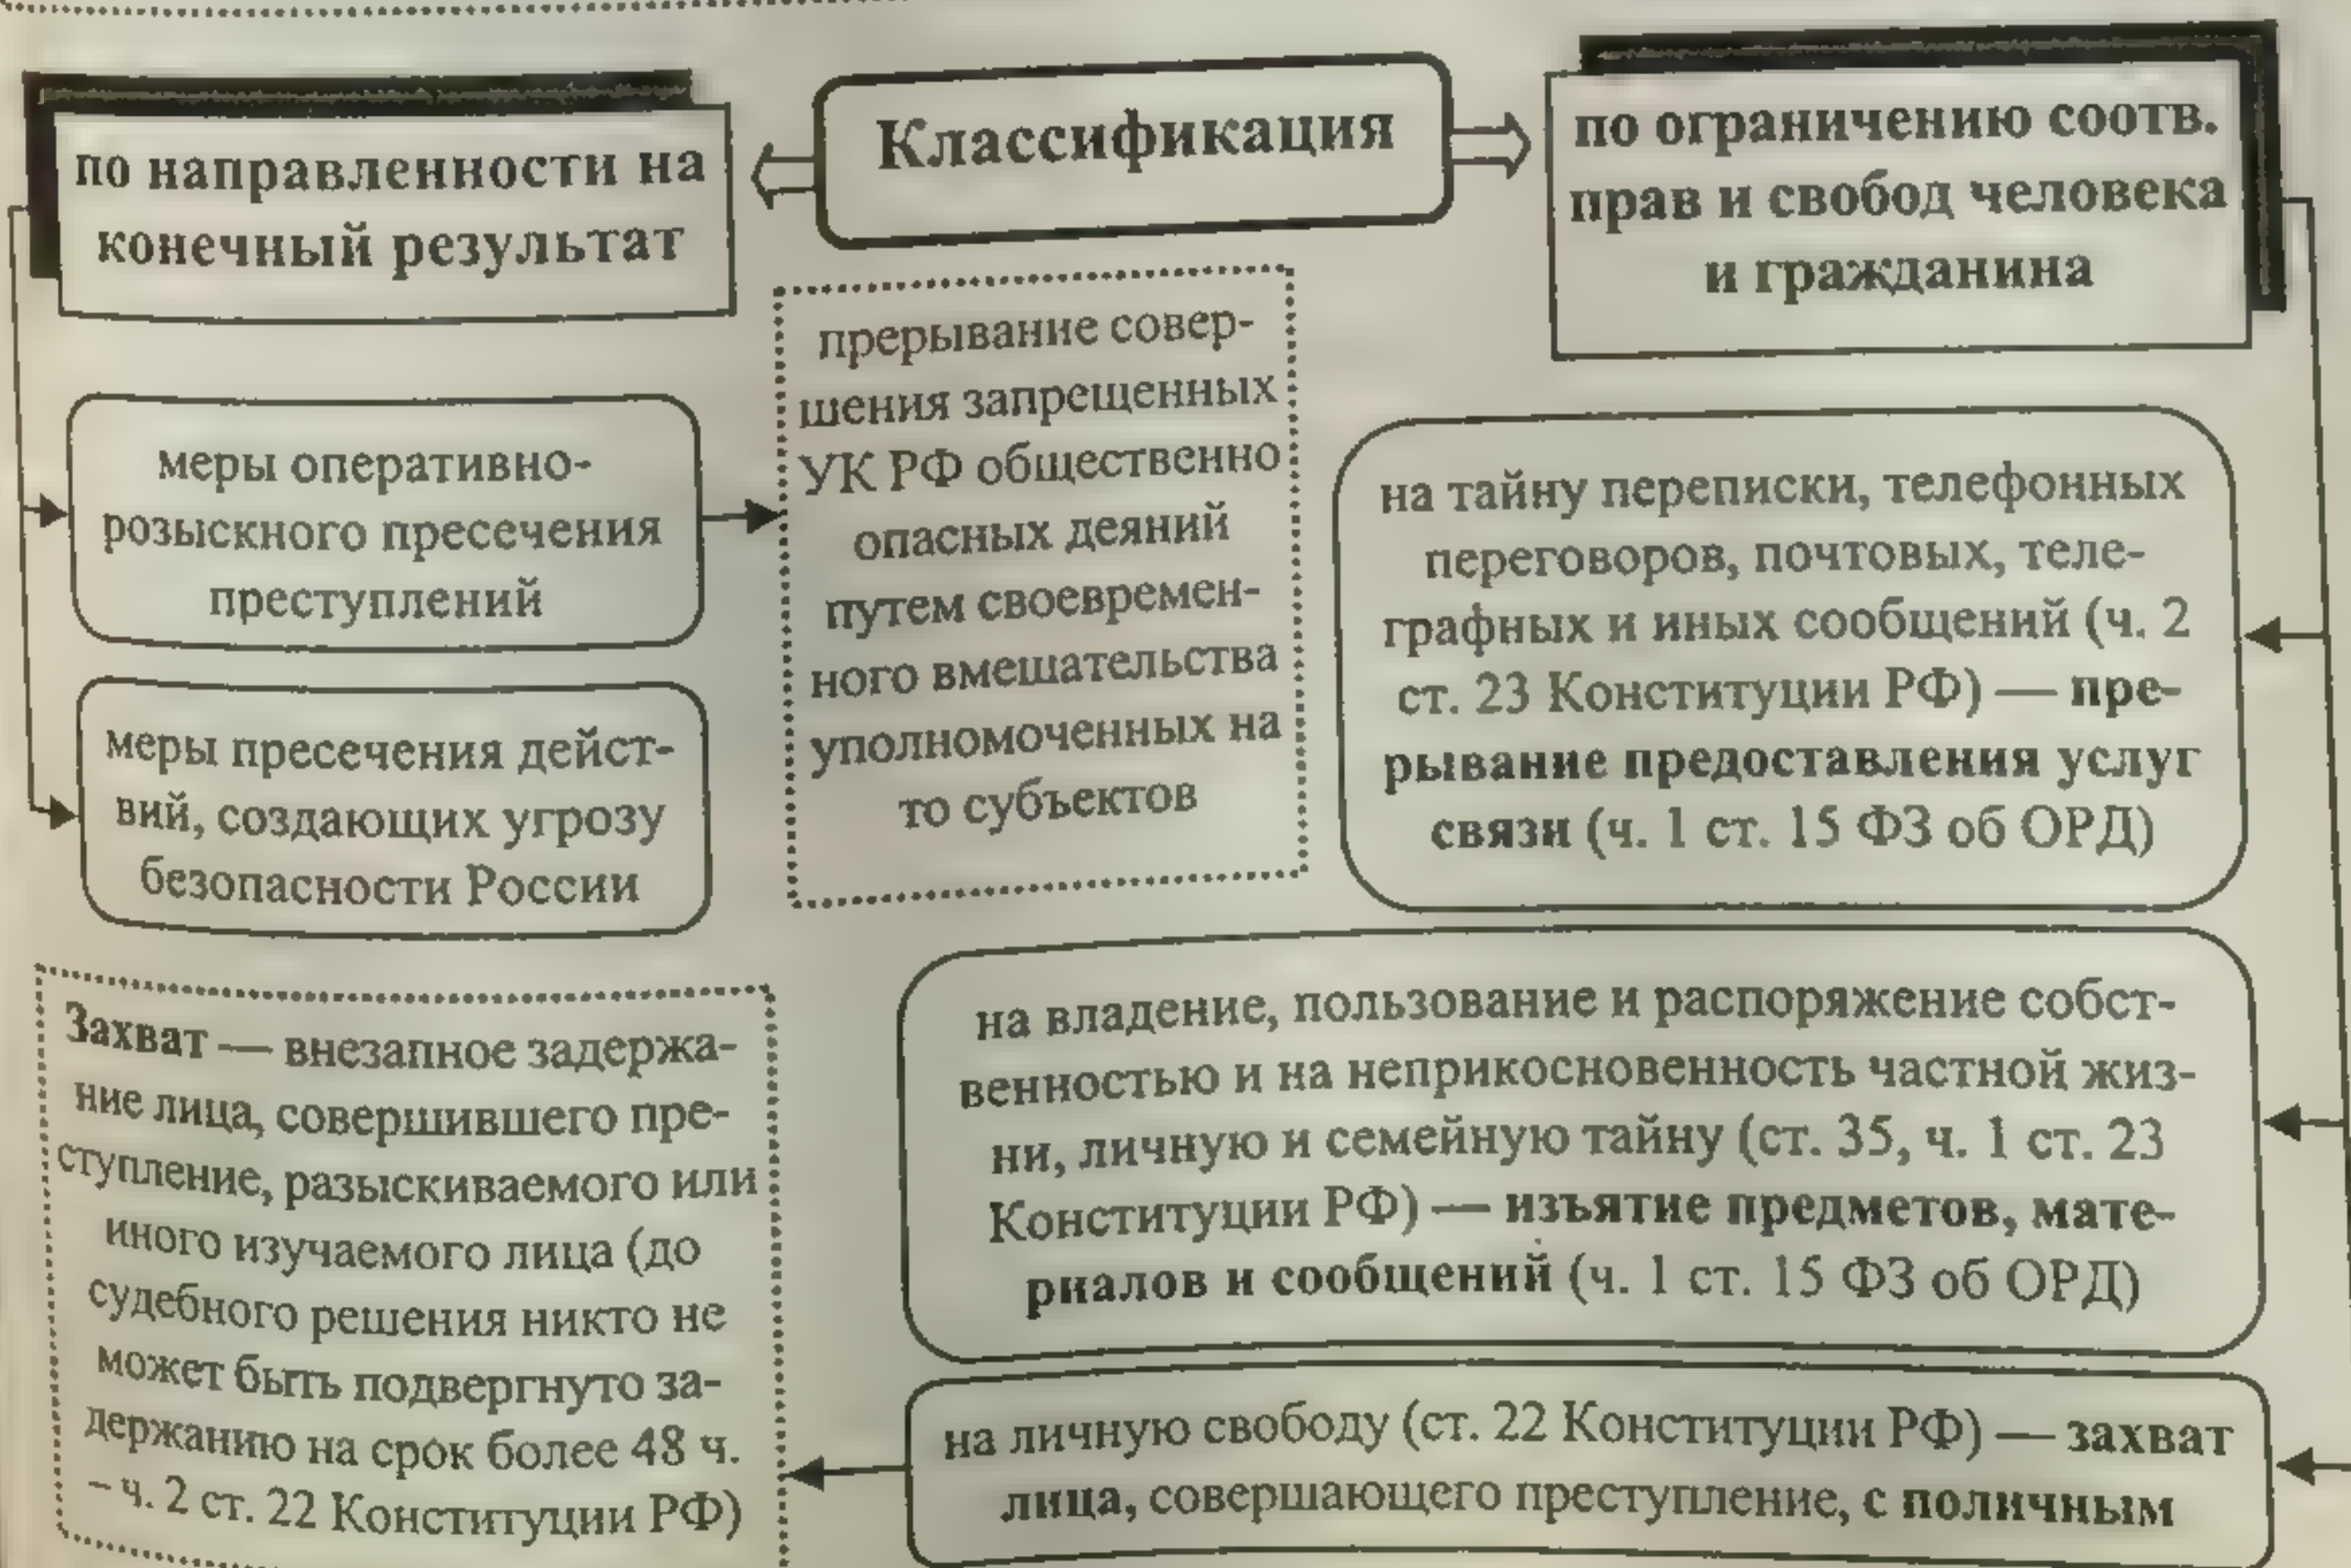 Классификация
по направленности на
конечный результат
меры оперативно-
розыскного пресечения
преступлений
меры пресечения дейст-
вий, создающих угрозу
безопасности России
прерывание совер-
шения запрещенных
УК РФ общественно
опасных деяний
путем своевремен-
ного вмешательства
уполномоченных на
то субъектов
по ограничению соотв.
прав и свобод человека
и гражданина
на тайну переписки, телефонных
переговоров, почтовых, теле-
графных и иных сообщений (ч. 2
ст. 23 Конституции РФ) — пре-
рывание предоставления услуг
связи (ч. 1 ст. 15 ФЗ об ОРД)
на владение, пользование и распоряжение собст-
венностью и на неприкосновенность частной жиз-
ни, личную и семейную тайну (ст. 35, ч. 1 ст. 23
Конституции РФ) — изъятие предметов, мате-
риалов и сообщений (ч. 1 ст. 15 ФЗ об ОРД)
на личную свободу (ст. 22 Конституции РФ) — захват
лица, совершающего преступление, с поличным
Захват — внезапное задержа-
ние лица, совершившего пре-
ступление, разыскиваемого или
иного изучаемого лица (до
судебного решения никто не
может быть подвергнуто за-
держанию на срок более 48 ч.
– ч. 2 ст. 22 Конституции РФ)